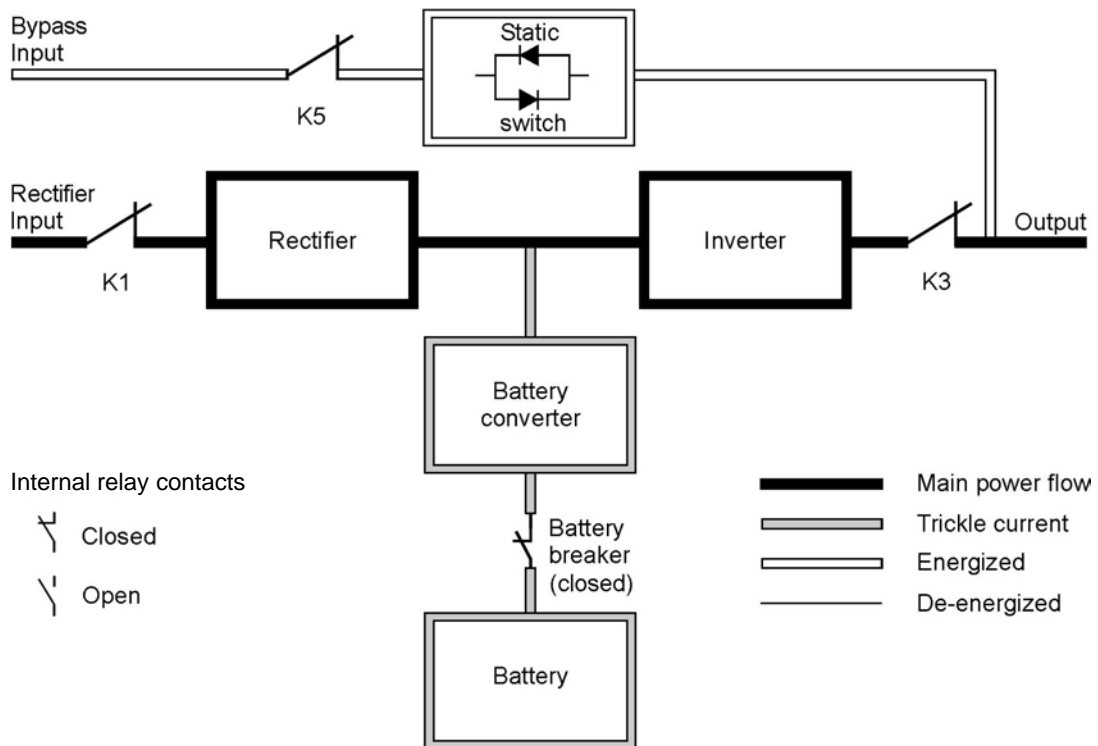 Bypass
Input
Static
switch
K5
Rectifier
Input
Rectifier
Inverter
Output
K1
K3
Battery
converter
Internal relay contacts
Closed
Open
Battery
breaker
(closed)
Battery
Main power flow
Trickle current
Energized
De-energized